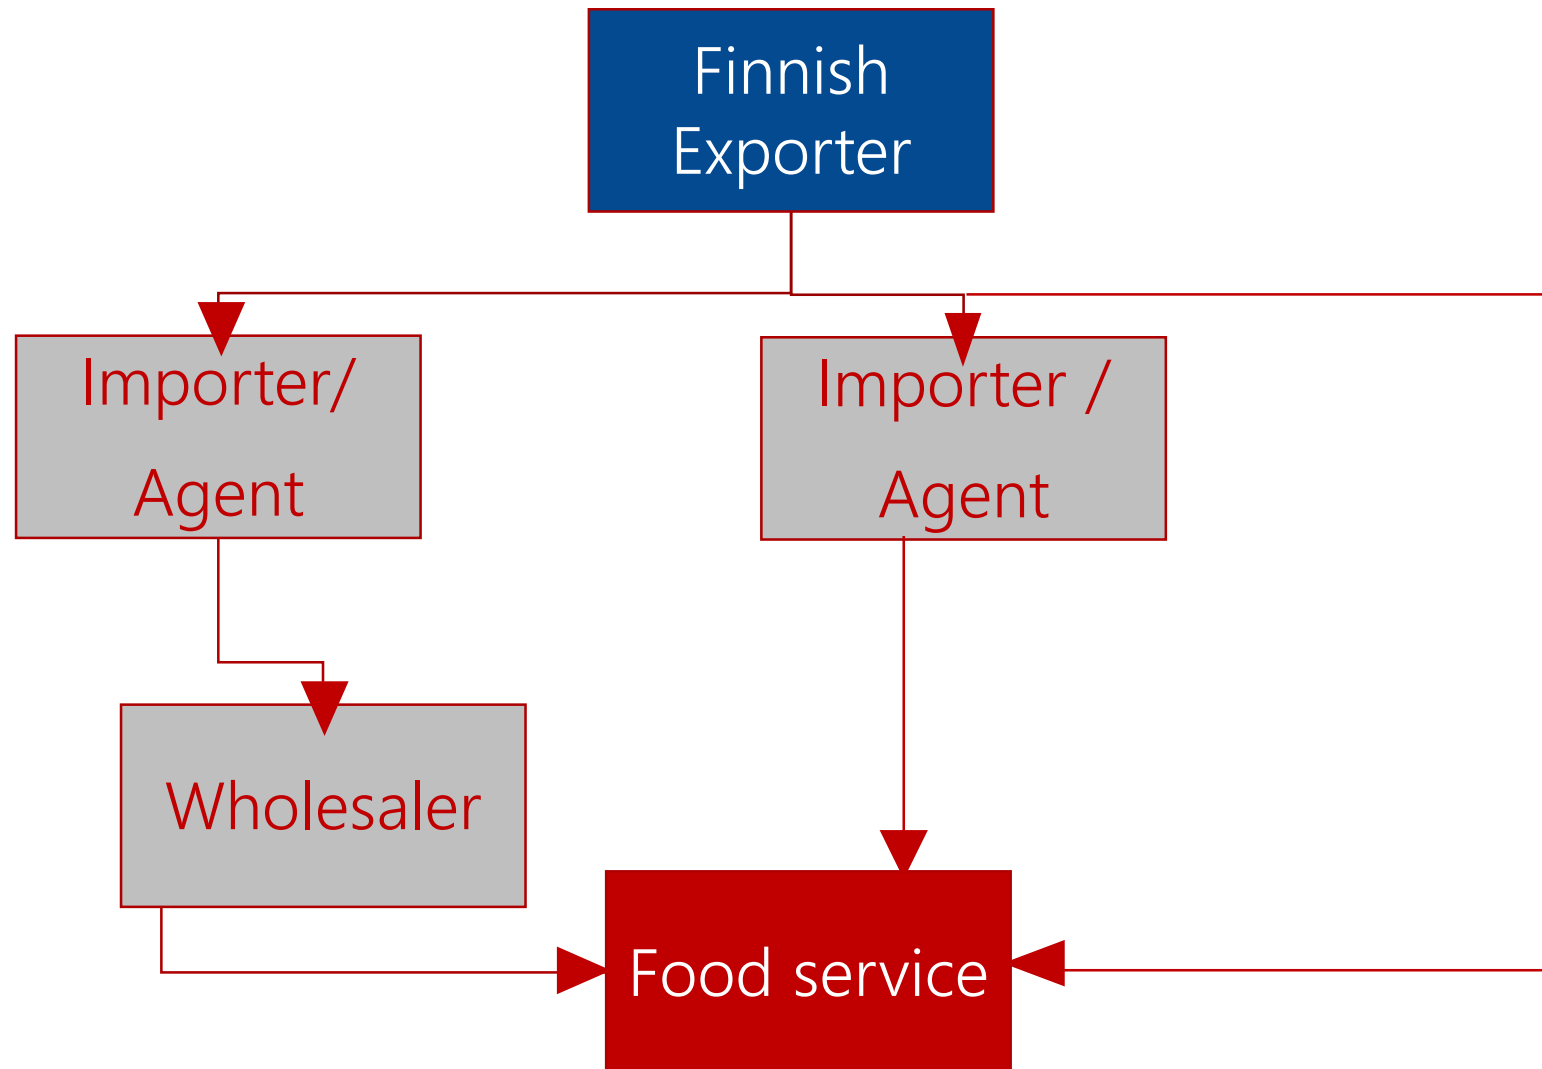 Finnish
Exporter
Importer/
Agent
Importer /
Agent
Wholesaler
Food service